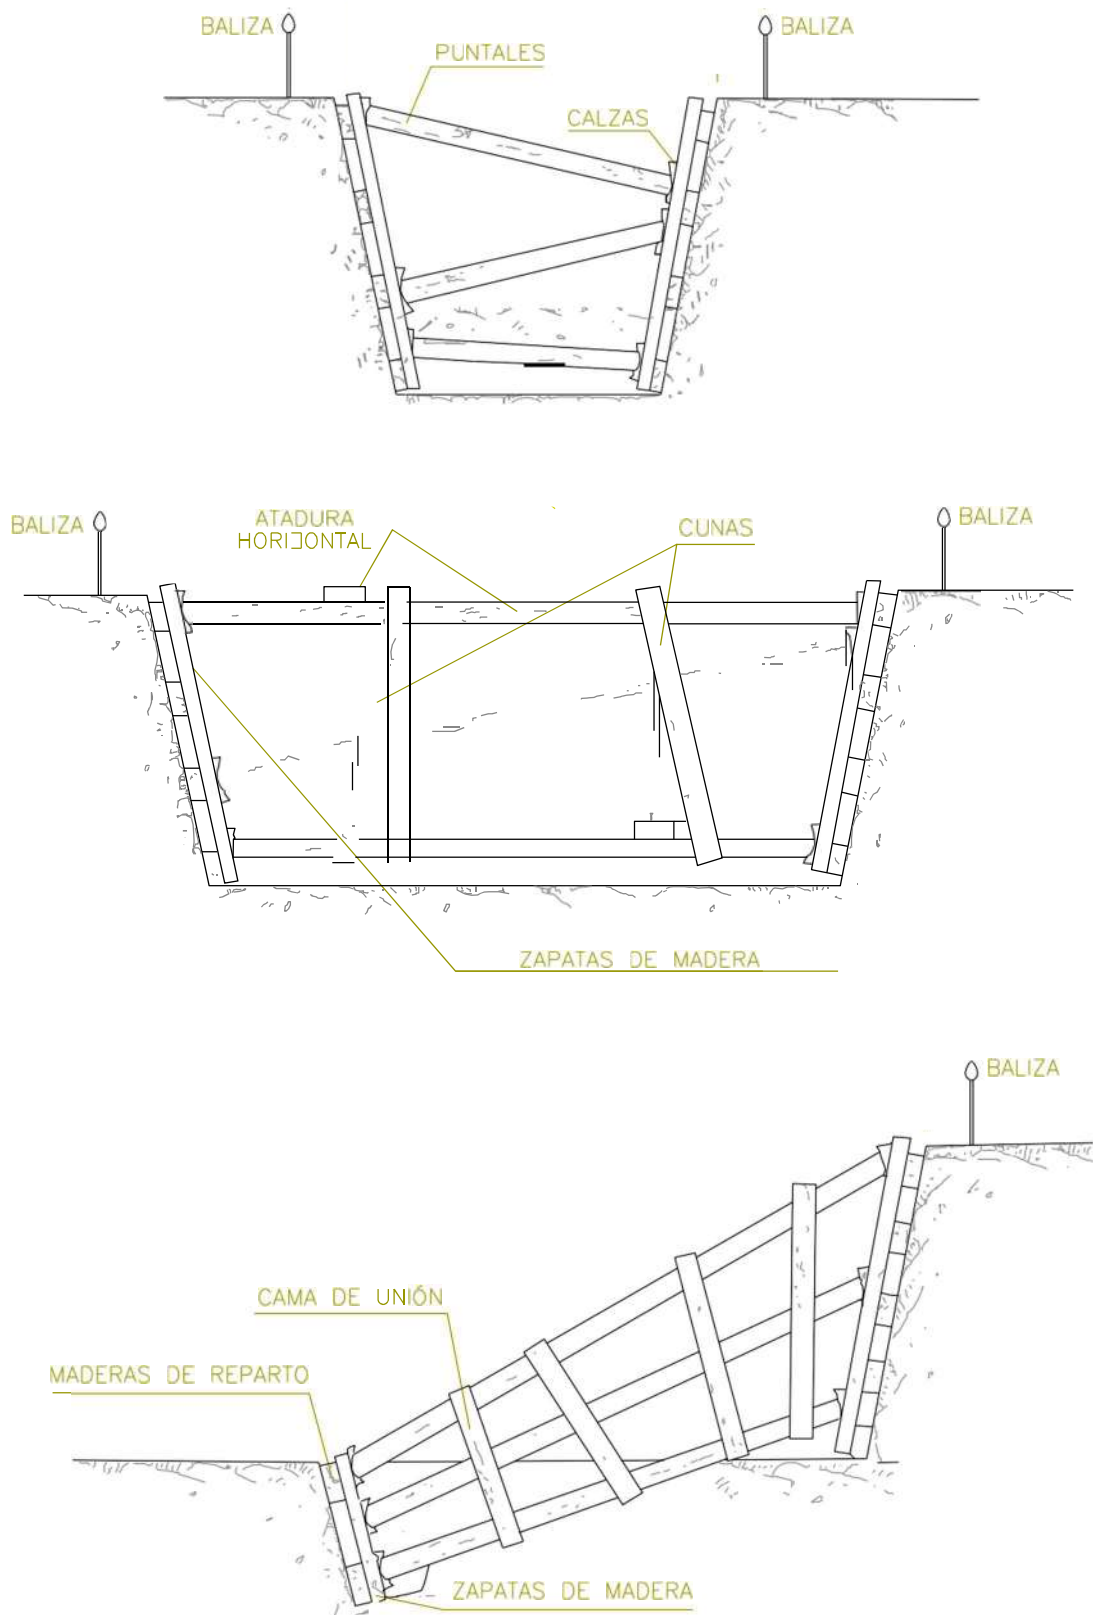 BALIZA
BALIZA
PUNTALES
CALZAS
BALIZA
ATADURA
HORIZONTAL
CUNAS
BALIZA
ZAPATAS DE MADERA
BALIZA
CAMA DE UNIÓN
MADERAS DE REPARTO
ZAPATAS DE MADERA